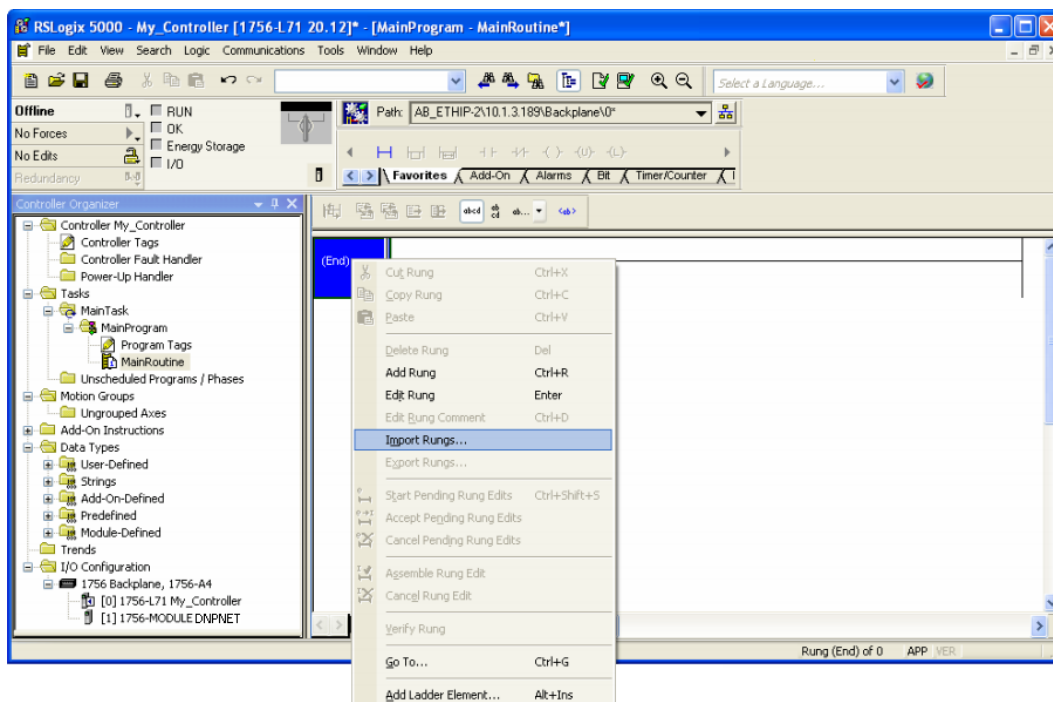 RSLogix 5000 - My_Controller [1756-L71 20.12]* - [MainProgram - MainRoutine*]
File Edit View Search Logic Communications Tools Window Help
Select a Language...
Offline
RUN
Path: AB_ETHIP-2\10.1.3.189\Backplane\0*
No Forces
OK
Energy Storage
No Edits
I/O
Redundancy
Favorites Add-On Alarms Bit Timer/Counter
Controller Organizer
abcd ab cd ab... <ab>
Controller My_Controller
Controller Tags
Controller Fault Handler
Power-Up Handler
Tasks
MainTask
MainProgram
Program Tags
MainRoutine
Unscheduled Programs / Phases
Motion Groups
Ungrouped Axes
Add-On Instructions
Data Types
User-Defined
Strings
Add-On-Defined
Predefined
Module-Defined
Trends
I/O Configuration
1756 Backplane, 1756-A4
[0] 1756-L71 My_Controller
[1] 1756-MODULE DNPNET
(End)
Cut Rung Ctrl+X
Copy Rung Ctrl+C
Paste Ctrl+V
Delete Rung Del
Add Rung Ctrl+R
Edit Rung Enter
Edit Rung Comment Ctrl+D
Import Rungs...
Export Rungs...
Start Pending Rung Edits Ctrl+Shift+S
Accept Pending Rung Edits
Cancel Pending Rung Edits
Assemble Rung Edit
Cancel Rung Edit
Verify Rung
Go To... Ctrl+G
Add Ladder Element... Alt+Ins
Rung (End) of 0 APP VER